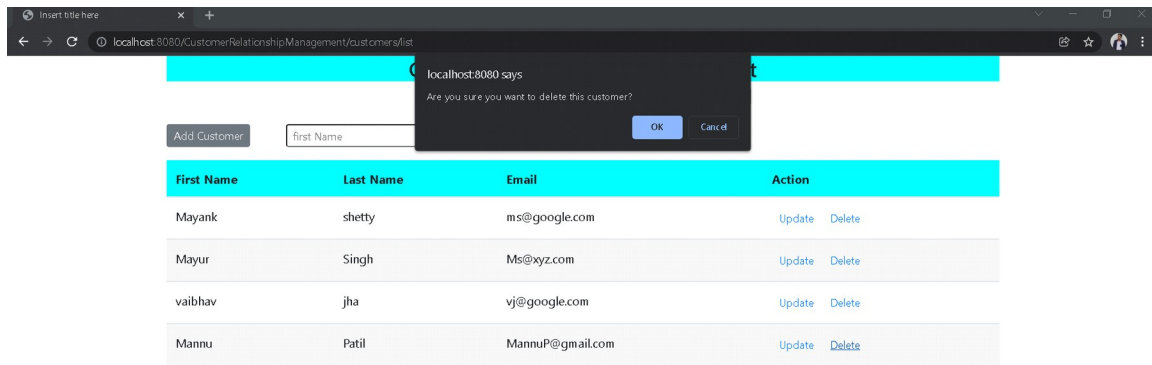 Insert title here
localhost:8080/CustomerRelationshipManagement/customers/list
localhost:8080 says
Are you sure you want to delete this customer?
OK Cancel
Add Customer first Name
First Name Last Name Email Action
Mayank shetty ms@google.com Update Delete
Mayur Singh Ms@xyz.com Update Delete
vaibhav jha vj@google.com Update Delete
Mannu Patil MannuP@gmail.com Update Delete